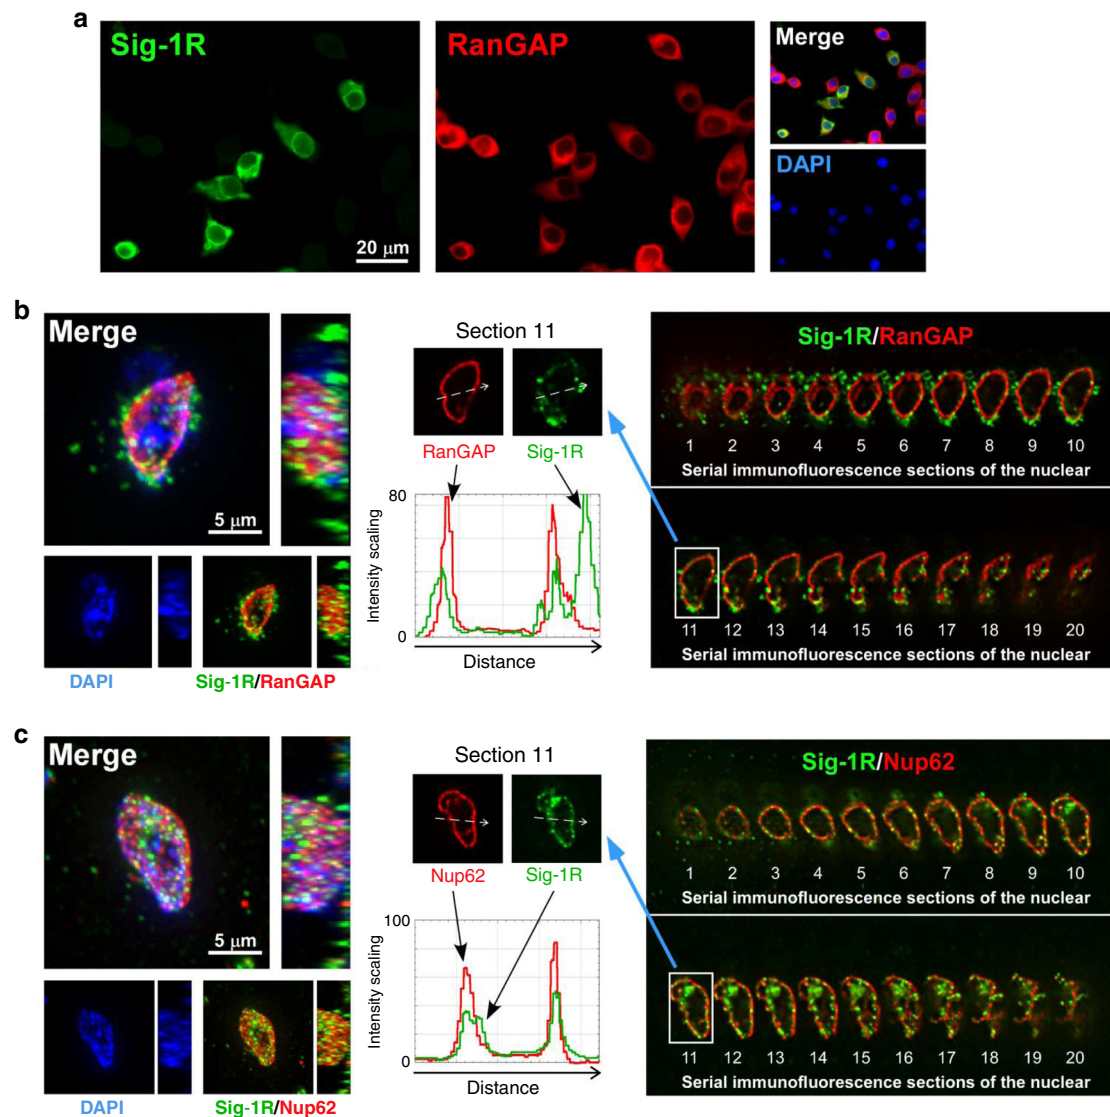 a
Sig-1R
RanGAP
Merge
DAPI
20 μm
b
Merge
5 μm
DAPI
Sig-1R/RanGAP
Section 11
RanGAP
Sig-1R
80
0
Intensity scaling
Distance
Sig-1R/RanGAP
1 2 3 4 5 6 7 8 9 10
Serial immunofluorescence sections of the nuclear
11 12 13 14 15 16 17 18 19 20
Serial immunofluorescence sections of the nuclear
c
Merge
5 μm
DAPI
Sig-1R/Nup62
Section 11
Nup62
Sig-1R
100
0
Intensity scaling
Distance
Sig-1R/Nup62
1 2 3 4 5 6 7 8 9 10
Serial immunofluorescence sections of the nuclear
11 12 13 14 15 16 17 18 19 20
Serial immunofluorescence sections of the nuclear